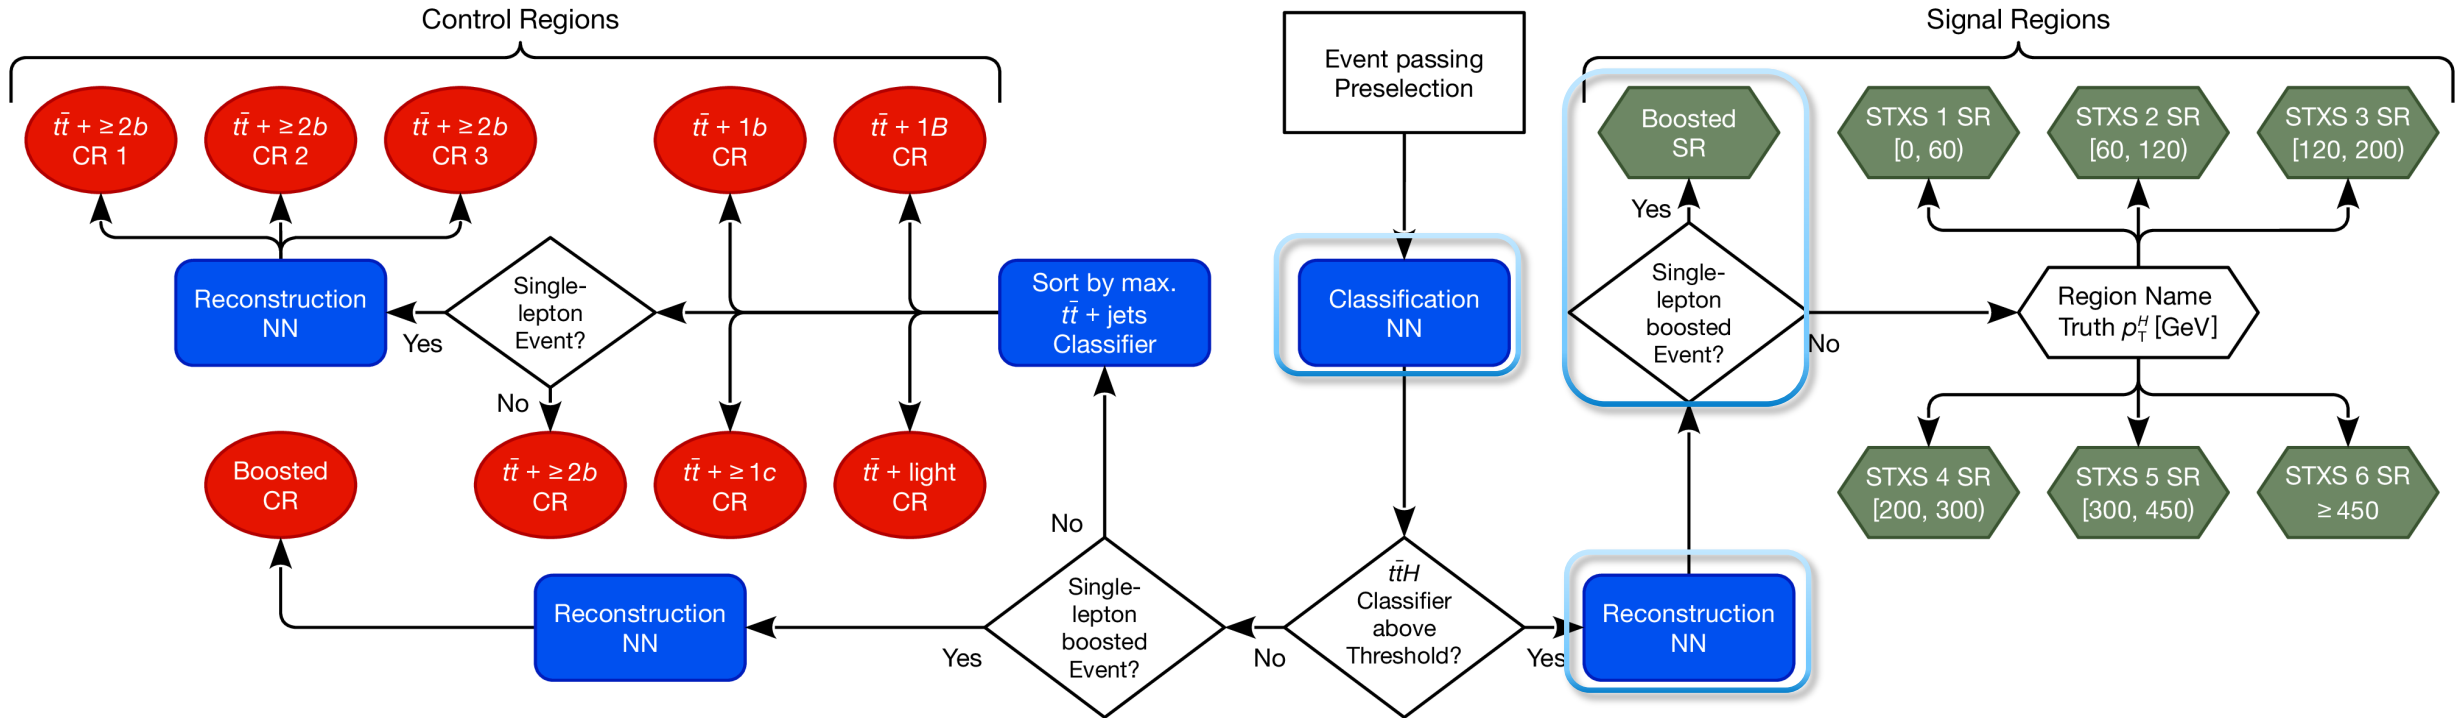 Control Regions
Event passing
Preselection
Signal Regions
tt̄ + ≥ 2b
CR 1
tt̄ + ≥ 2b
CR 2
tt̄ + ≥ 2b
CR 3
tt̄ + 1b
CR
tt̄ + 1B
CR
Boosted
SR
STXS 1 SR
[0, 60)
STXS 2 SR
[60, 120)
STXS 3 SR
[120, 200)
Yes
Reconstruction
NN
Yes
Single-
lepton
Event?
No
Sort by max.
tt̄ + jets
Classifier
Classification
NN
Single-
lepton
boosted
Event?
No
Region Name
Truth p_T^H [GeV]
Boosted
CR
tt̄ + ≥ 2b
CR
tt̄ + ≥ 1c
CR
tt̄ + light
CR
STXS 4 SR
[200, 300)
STXS 5 SR
[300, 450)
STXS 6 SR
≥ 450
No
Reconstruction
NN
Yes
Single-
lepton
boosted
Event?
No
tt̄H
Classifier
above
Threshold?
Yes
Reconstruction
NN